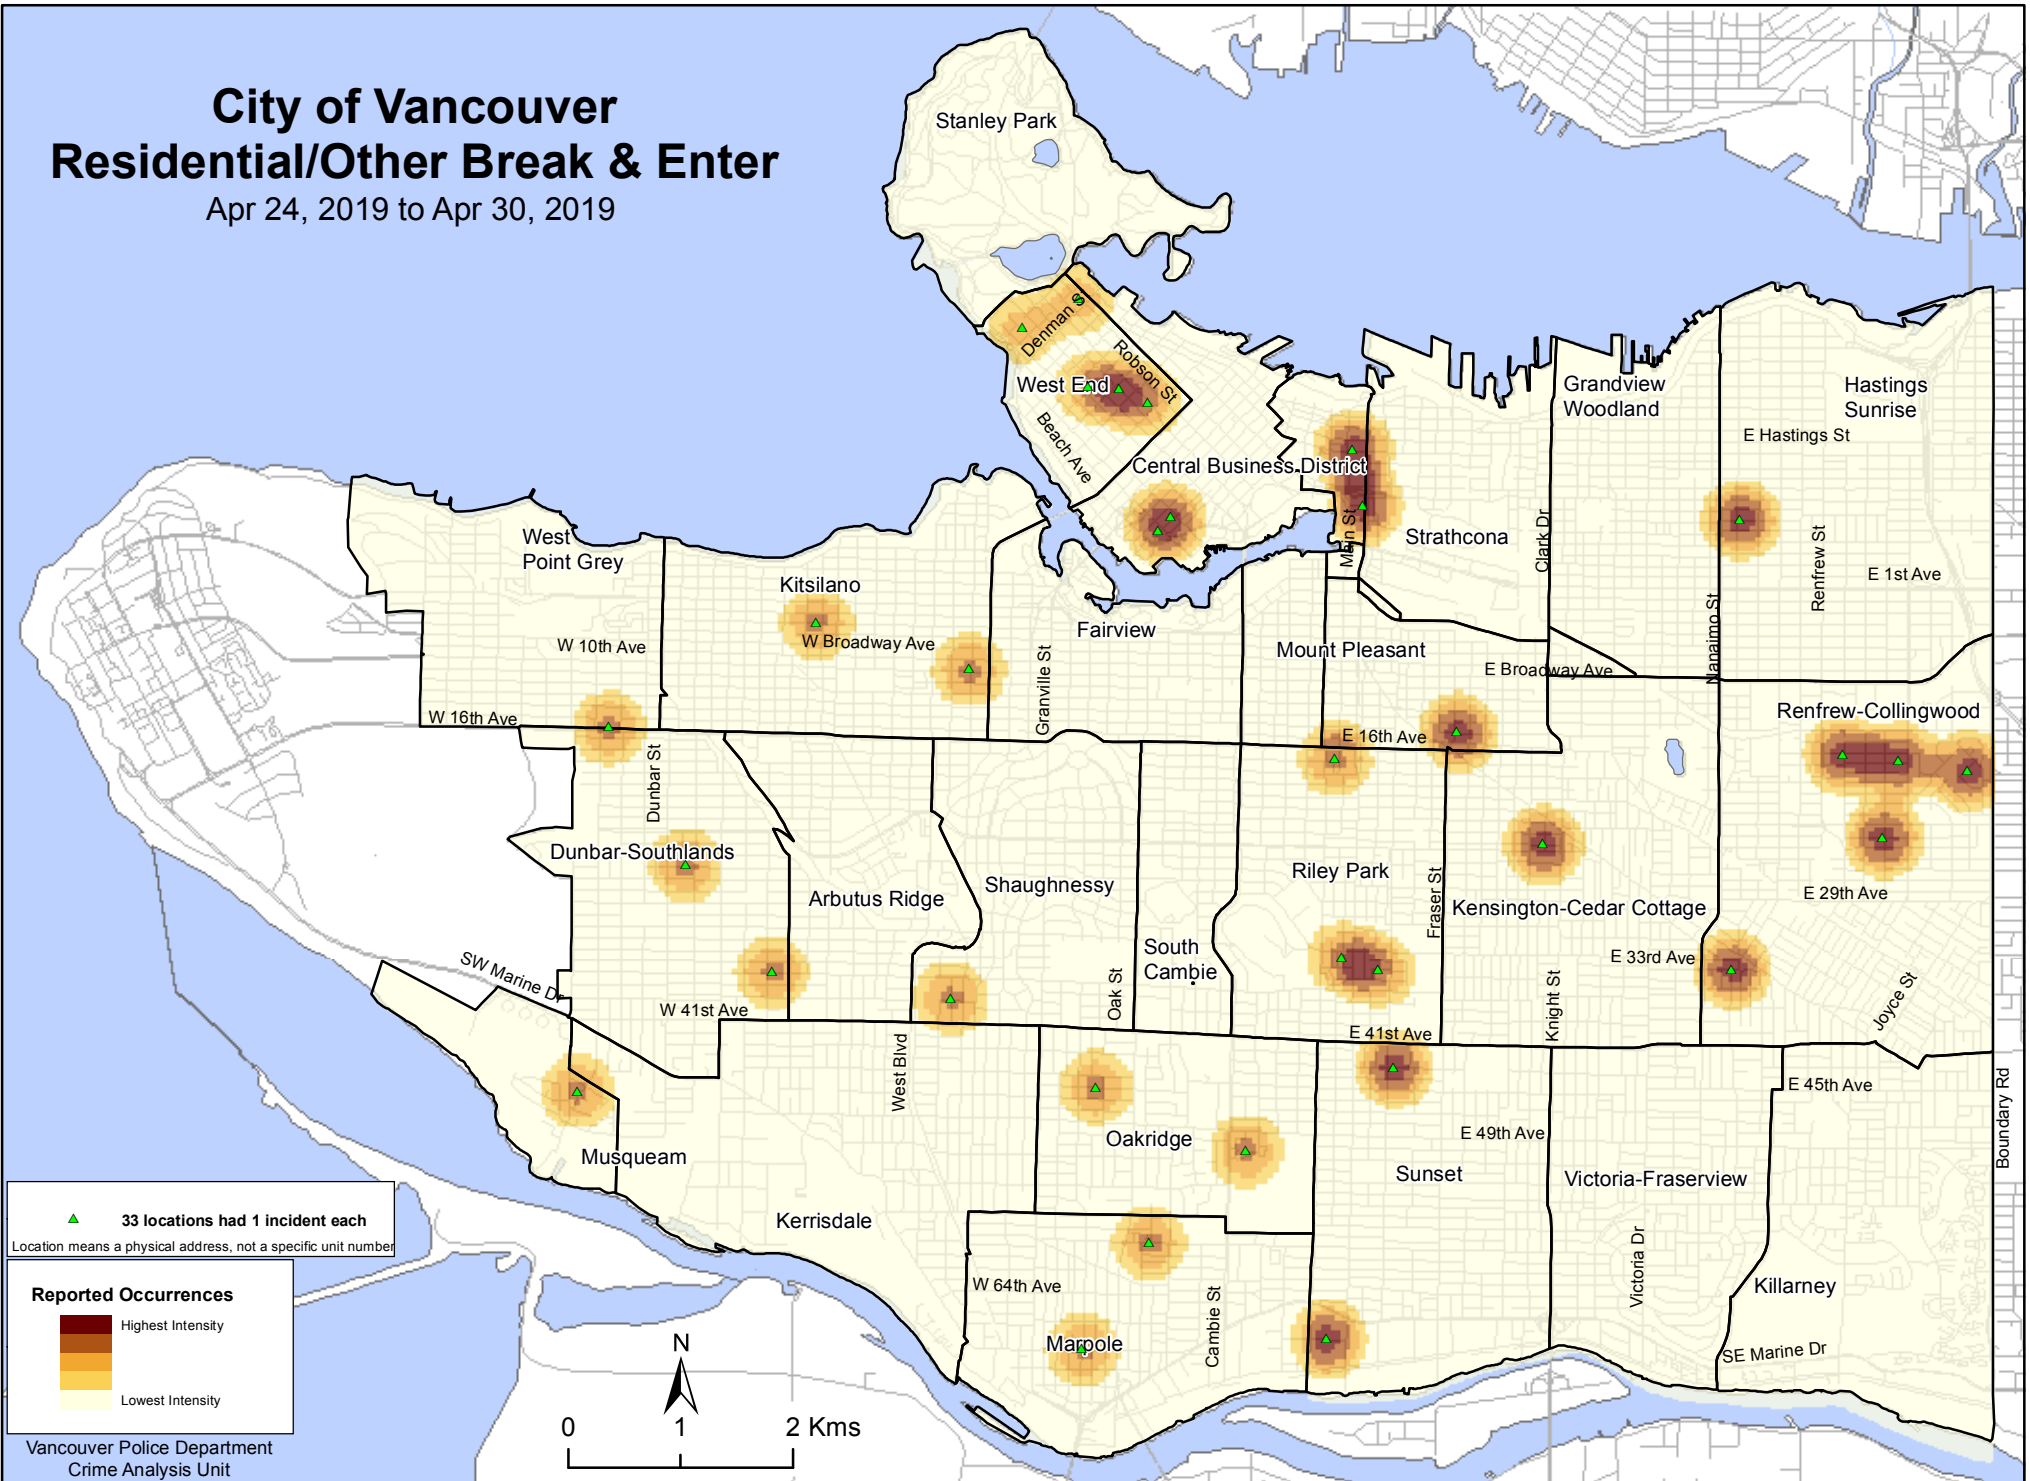 City of Vancouver
Residential/Other Break & Enter
Apr 24, 2019 to Apr 30, 2019
Stanley Park
Denman S
Robson St
West End
Beach Ave
Central Business District
Main St
Strathcona
Clark Dr
Grandview
Woodland
Hastings
Sunrise
E Hastings St
Renfrew St
E 1st Ave
Nanaimo St
West
Point Grey
Kitsilano
W 10th Ave
W Broadway Ave
Fairview
Granville St
Mount Pleasant
E Broadway Ave
W 16th Ave
E 16th Ave
Renfrew-Collingwood
Dunbar St
Dunbar-Southlands
Arbutus Ridge
Shaughnessy
South
Cambie
Oak St
Riley Park
Fraser St
Kensington-Cedar Cottage
E 29th Ave
E 33rd Ave
Knight St
Joyce St
SW Marine Dr
W 41st Ave
E 41st Ave
West Blvd
E 45th Ave
Boundary Rd
Oakridge
E 49th Ave
Sunset
Victoria-Fraserview
Musqueam
Kerrisdale
Victoria Dr
Killarney
W 64th Ave
Cambie St
Marpole
SE Marine Dr
33 locations had 1 incident each
Location means a physical address, not a specific unit number
Reported Occurrences
Highest Intensity
Lowest Intensity
N
0 1 2 Kms
Vancouver Police Department
Crime Analysis Unit